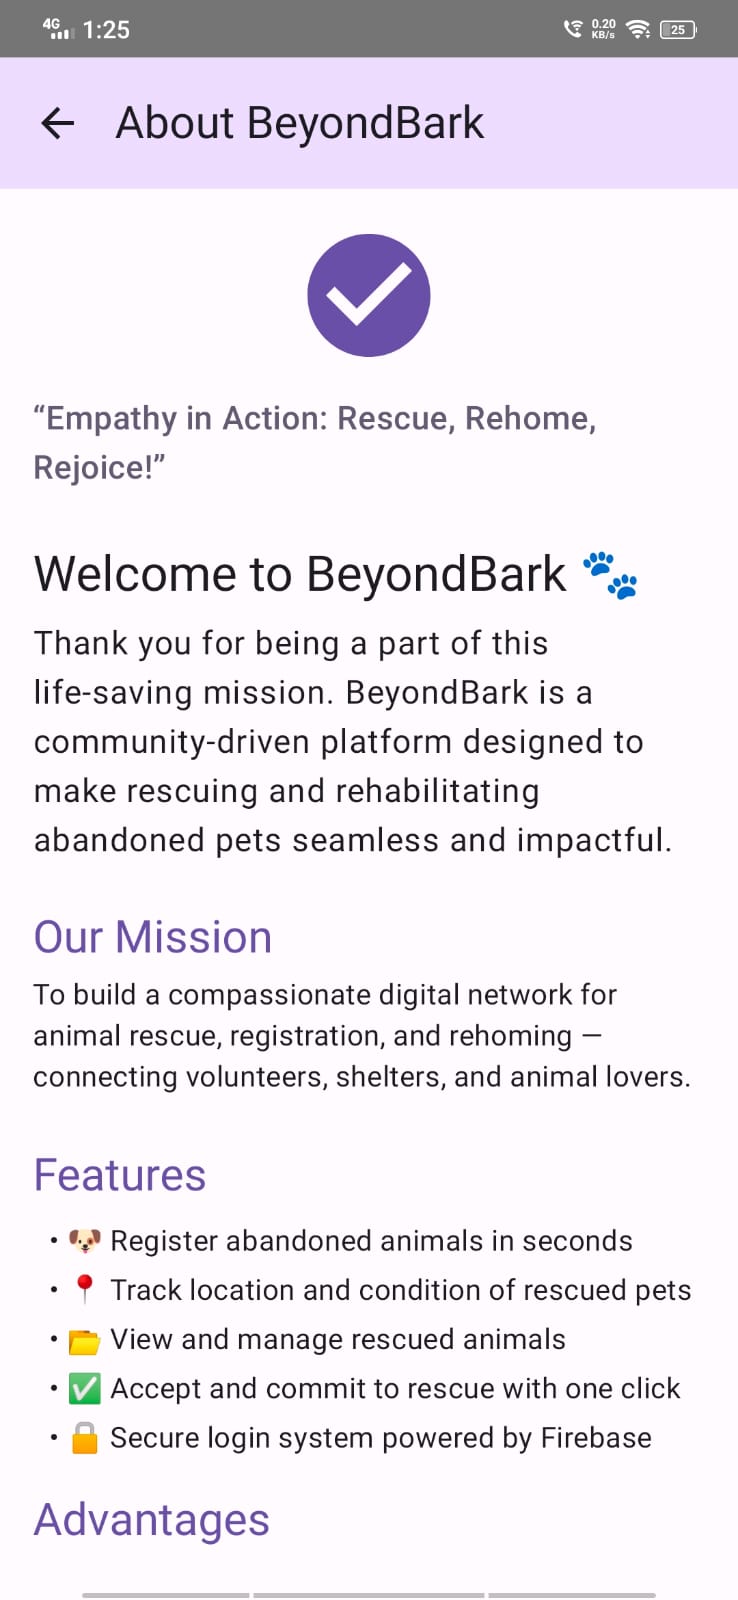 4G 1:25 0.20 KB/s 25
About BeyondBark
“Empathy in Action: Rescue, Rehome,
Rejoice!”
Welcome to BeyondBark 🐾
Thank you for being a part of this
life-saving mission. BeyondBark is a
community-driven platform designed to
make rescuing and rehabilitating
abandoned pets seamless and impactful.
Our Mission
To build a compassionate digital network for
animal rescue, registration, and rehoming —
connecting volunteers, shelters, and animal lovers.
Features
• 🐶 Register abandoned animals in seconds
• 📍 Track location and condition of rescued pets
• 📂 View and manage rescued animals
• ✅ Accept and commit to rescue with one click
• 🔒 Secure login system powered by Firebase
Advantages